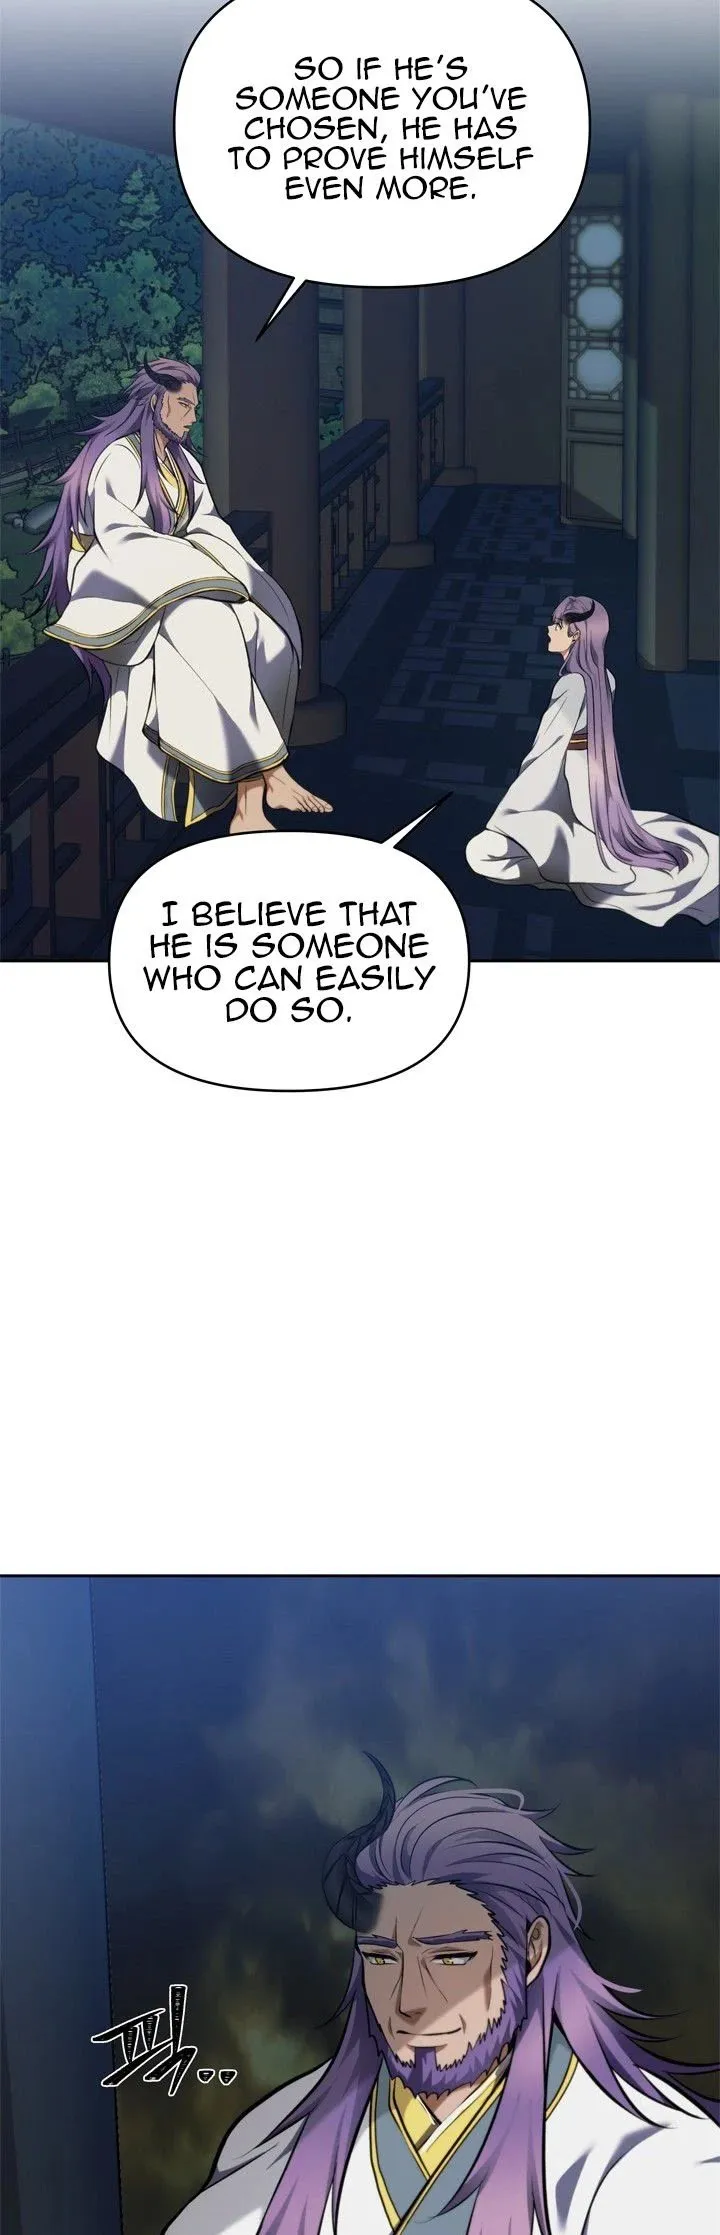 SO IF HE'S
SOMEONE YOU'VE
CHOSEN, HE HAS
TO PROVE HIMSELF
EVEN MORE.
I BELIEVE THAT
HE IS SOMEONE
WHO CAN EASILY
DO SO.
픽..